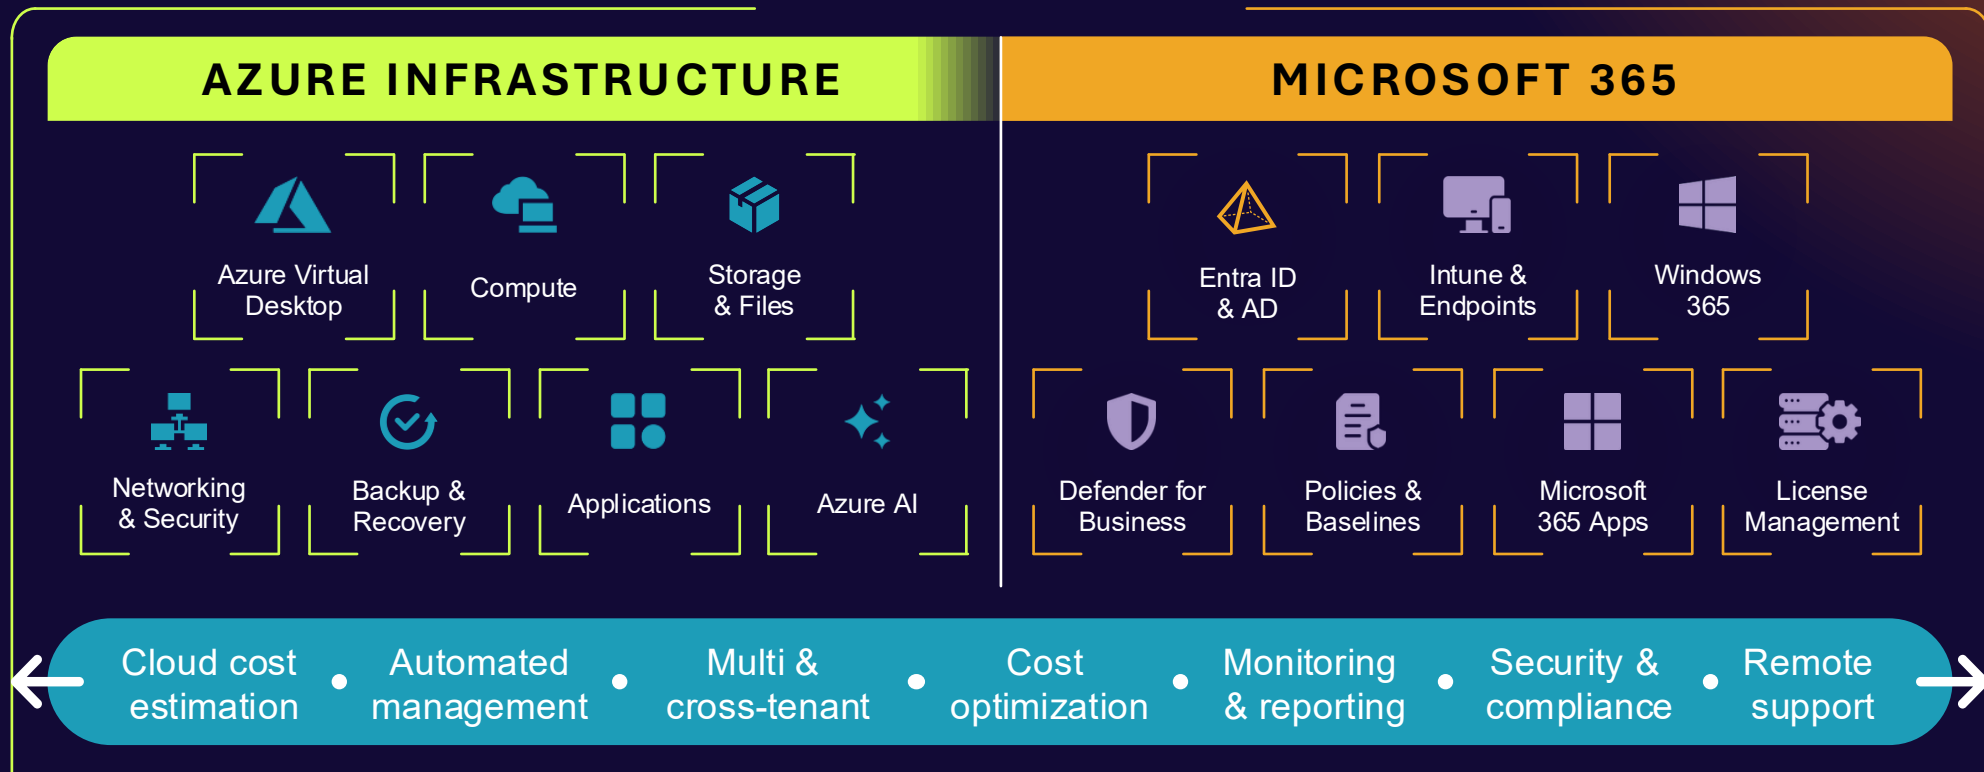 AZURE INFRASTRUCTURE
MICROSOFT 365
Azure Virtual
Desktop
Compute
Storage
& Files
Entra ID
& AD
Intune &
Endpoints
Windows
365
Networking
& Security
Backup &
Recovery
Applications
Azure AI
Defender for
Business
Policies &
Baselines
Microsoft
365 Apps
License
Management
Cloud cost
estimation
Automated
management
Multi &
cross-tenant
Cost
optimization
Monitoring
& reporting
Security &
compliance
Remote
support